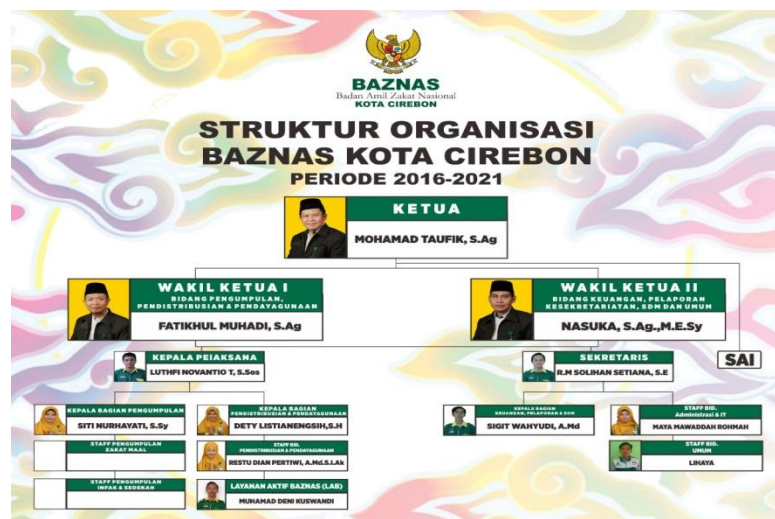 BAZNAS
Badan Amil Zakat Nasional
KOTA CIREBON
STRUKTUR ORGANISASI
BAZNAS KOTA CIREBON
PERIODE 2016-2021
KETUA
MOHAMAD TAUFIK, S.Ag
WAKIL KETUA I
BIDANG PENGUMPULAN,
PENDISTRIBUSIAN & PENDAYAGUNAAN
FATIKHUL MUHADI, S.Ag
WAKIL KETUA II
BIDANG KEUANGAN, PELAPORAN
KESEKRETARIATAN, SDM DAN UMUM
NASUKA, S.Ag.,M.E.Sy
SAI
KEPALA PElAKSANA
LUTHFI NOVANTIO T, S.Sos
SEKRETARIS
R.M SOLIHAN SETIANA, S.E
KEPALA BAGIAN PENGUMPULAN
SITI NURHAYATI, S.Sy
KEPALA BAGIAN
PENDISTRIBUSIAN & PENDAYAGUNAAN
DETY LISTIANENGSIH,S.H
KEPALA BAGIAN
KEUANGAN, PELAPORAN & SDM
SIGIT WAHYUDI, A.Md
STAFF BID.
Administrasi & IT
MAYA MAWADDAH ROHMAH
STAFF PENGUMPULAN
ZAKAT MAAL
STAFF BID.
PENDISTRIBUSIAN & PENDAYAGUNAAN
RESTU DIAN PERTIWI, A.Md.S.I.Ak
STAFF BID.
UMUM
LIHAYA
STAFF PENGUMPULAN
INFAK & SEDEKAH
LAYANAN AKTIF BAZNAS (LAB)
MUHAMAD DENI KUSWANDI